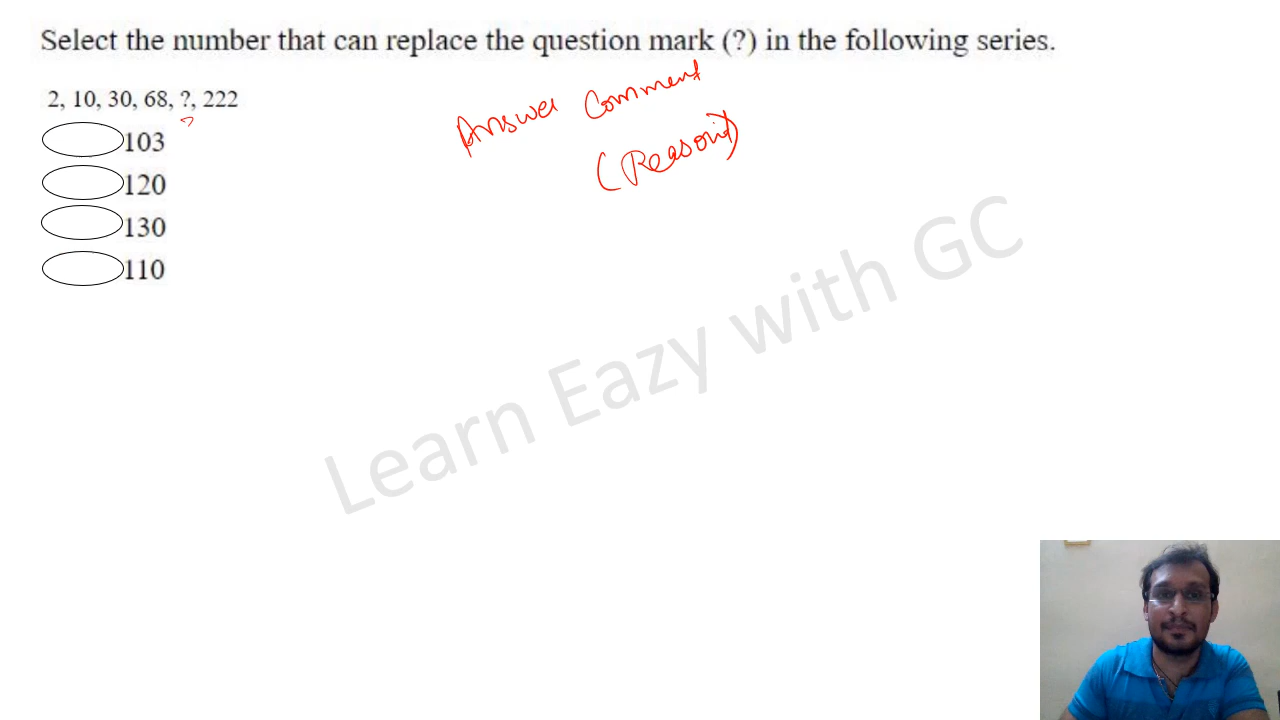 Select the number that can replace the question mark (?) in the following series.
2, 10, 30, 68, ?, 222
?
103
120
130
110
Answer Comment
(Reason)
Learn Eazy with GC